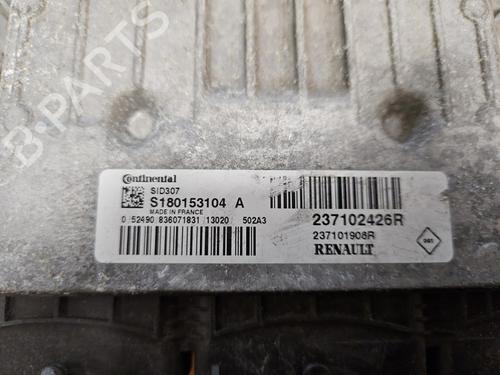 B-PARTS
Continental
SID307
S180153104 A
MADE IN FRANCE
0 52490 836071831 13020 502A3
237102426R
237101908R
RENAULT